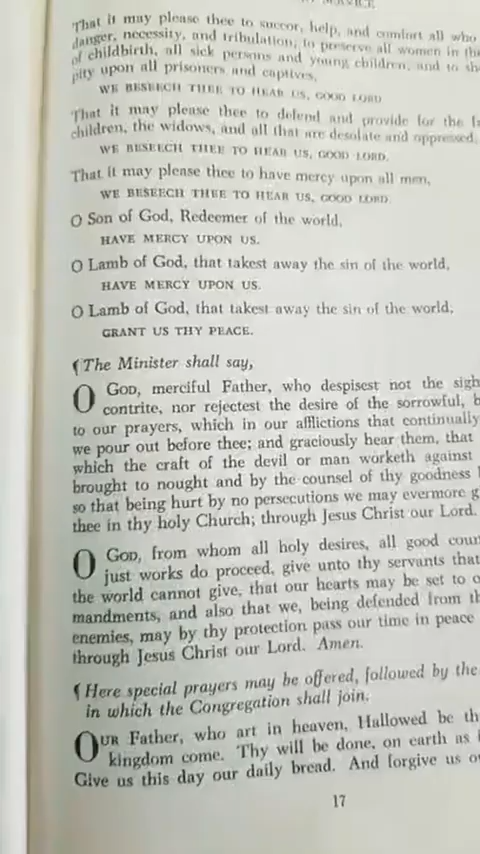 SERVICE
That it may please thee to succor, help, and comfort all who
danger, necessity, and tribulation; to preserve all women in the
of childbirth, all sick persons and young children, and to
pity upon all prisoners and captives,
WE BESEECH THEE TO HEAR US, GOOD LORD
That it may please thee to defend and provide for the
children, the widows, and all that are desolate and oppressed,
WE BESEECH THEE TO HEAR US, GOOD LORD.
That it may please thee to have mercy upon all men,
WE BESEECH THEE TO HEAR US, GOOD LORD.
O Son of God, Redeemer of the world,
HAVE MERCY UPON US.
O Lamb of God, that takest away the sin of the world,
HAVE MERCY UPON US.
O Lamb of God, that takest away the sin of the world;
GRANT US THY PEACE.
¶ The Minister shall say,
O GOD, merciful Father, who despisest not the
contrite, nor rejectest the desire of the sorrowful,
to our prayers, which in our afflictions that continually
we pour out before thee; and graciously hear them, that
which the craft of the devil or man worketh against
brought to nought and by the counsel of thy goodness
so that being hurt by no persecutions we may evermore
thee in thy holy Church; through Jesus Christ our Lord.
O GOD, from whom all holy desires, all good
just works do proceed, give unto thy servants that
the world cannot give, that our hearts may be set to
mandments, and also that we, being defended from
enemies, may by thy protection pass our time in peace
through Jesus Christ our Lord. Amen.
¶ Here special prayers may be offered, followed by the
in which the Congregation shall join.
OUR Father, who art in heaven, Hallowed be
kingdom come. Thy will be done, on earth as
Give us this day our daily bread. And forgive us
17